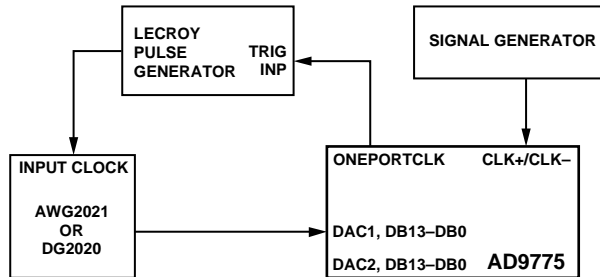 LECROY
PULSE
GENERATOR
TRIG
INP
SIGNAL GENERATOR
INPUT CLOCK
AWG2021
OR
DG2020
ONEPORTCLK
CLK+/CLK–
DAC1, DB13–DB0
DAC2, DB13–DB0
AD9775